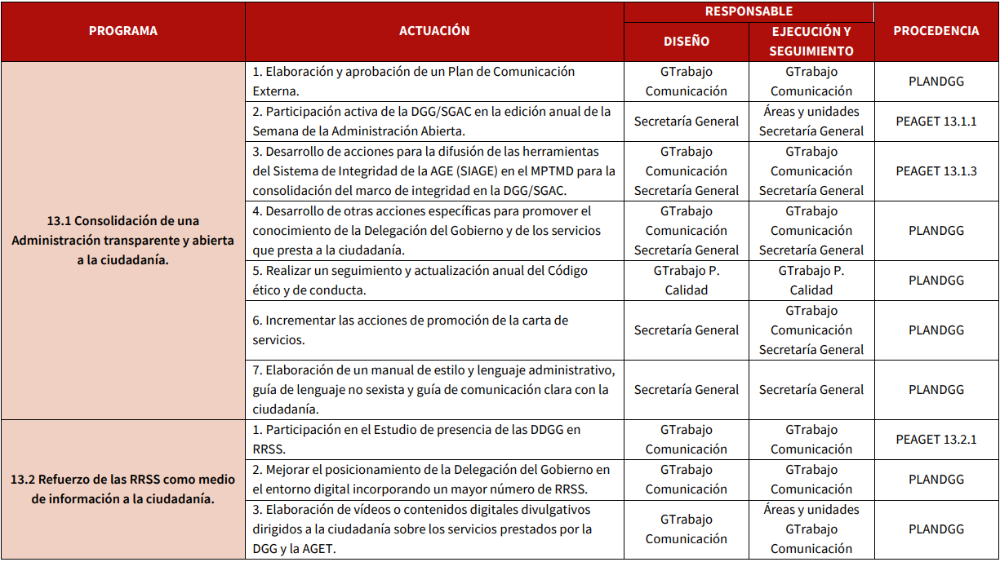 PROGRAMA
ACTUACIÓN
RESPONSABLE
DISEÑO
EJECUCIÓN Y
SEGUIMIENTO
PROCEDENCIA
13.1 Consolidación de una
Administración transparente y abierta
a la ciudadanía.
1. Elaboración y aprobación de un Plan de Comunicación
Externa.
GTrabajo
Comunicación
GTrabajo
Comunicación
PLANDGG
2. Participación activa de la DGG/SGAC en la edición anual de la
Semana de la Administración Abierta.
Secretaría General
Áreas y unidades
Secretaría General
PEAGET 13.1.1
3. Desarrollo de acciones para la difusión de las herramientas
del Sistema de Integridad de la AGE (SIAGE) en el MPTMD para la
consolidación del marco de integridad en la DGG/SGAC.
GTrabajo
Comunicación
Secretaría General
GTrabajo
Comunicación
Secretaría General
PEAGET 13.1.3
4. Desarrollo de otras acciones específicas para promover el
conocimiento de la Delegación del Gobierno y de los servicios
que presta a la ciudadanía.
GTrabajo
Comunicación
Secretaría General
GTrabajo
Comunicación
Secretaría General
PLANDGG
5. Realizar un seguimiento y actualización anual del Código
ético y de conducta.
GTrabajo P.
Calidad
GTrabajo P.
Calidad
PLANDGG
6. Incrementar las acciones de promoción de la carta de
servicios.
Secretaría General
GTrabajo
Comunicación
Secretaría General
PLANDGG
7. Elaboración de un manual de estilo y lenguaje administrativo,
guía de lenguaje no sexista y guía de comunicación clara con la
ciudadanía.
Secretaría General
Secretaría General
PLANDGG
13.2 Refuerzo de las RRSS como medio
de información a la ciudadanía.
1. Participación en el Estudio de presencia de las DDGG en
RRSS.
GTrabajo
Comunicación
GTrabajo
Comunicación
PEAGET 13.2.1
2. Mejorar el posicionamiento de la Delegación del Gobierno en
el entorno digital incorporando un mayor número de RRSS.
GTrabajo
Comunicación
GTrabajo
Comunicación
PLANDGG
3. Elaboración de vídeos o contenidos digitales divulgativos
dirigidos a la ciudadanía sobre los servicios prestados por la
DGG y la AGET.
GTrabajo
Comunicación
Áreas y unidades
GTrabajo
Comunicación
PLANDGG